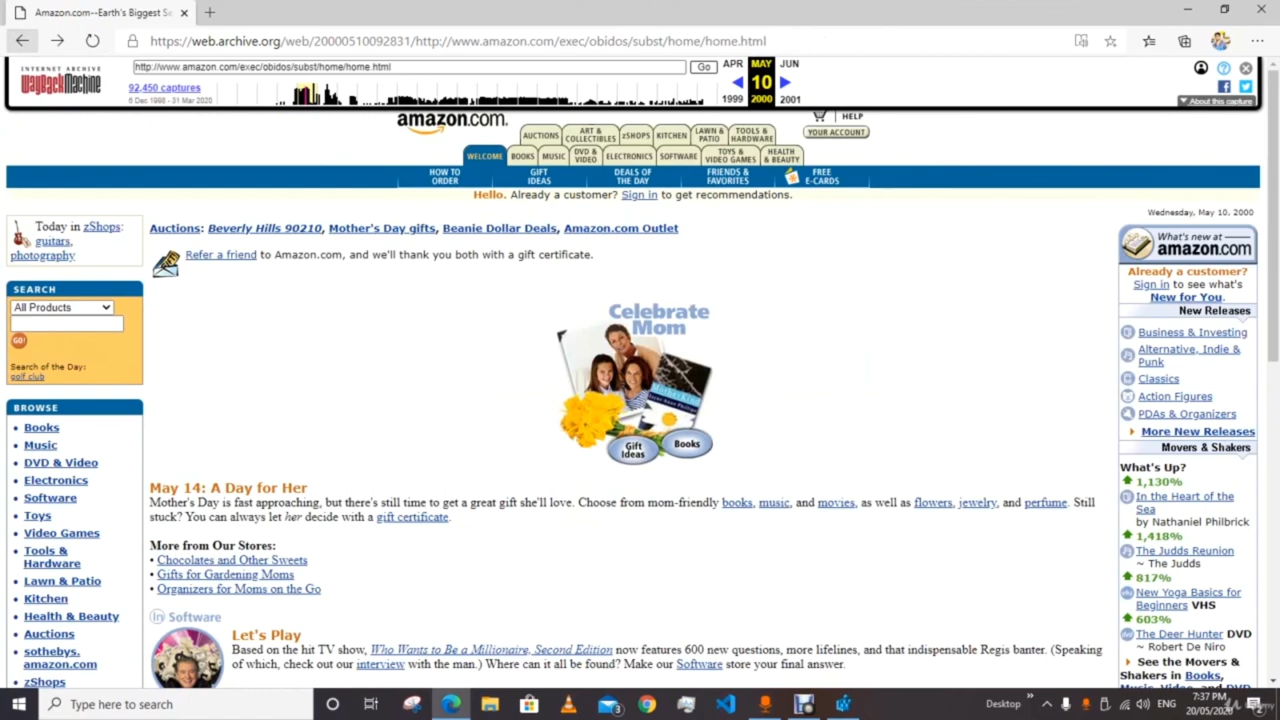 Amazon.com--Earth's Biggest Se
https://web.archive.org/web/20000510092831/http://www.amazon.com/exec/obidos/subst/home/home.html
INTERNET ARCHIVE
WayBackMachine
http://www.amazon.com/exec/obidos/subst/home/home.html
Go
APR MAY JUN
92,450 captures
10
6 Dec 1998 - 31 Mar 2020
1999 2000 2001
About this capture
amazon.com.
HELP
YOUR ACCOUNT
AUCTIONS
ART & COLLECTIBLES
zSHOPS
KITCHEN
LAWN & PATIO
TOOLS & HARDWARE
WELCOME
BOOKS
MUSIC
DVD & VIDEO
ELECTRONICS
SOFTWARE
TOYS & VIDEO GAMES
HEALTH & BEAUTY
HOW TO ORDER
GIFT IDEAS
DEALS OF THE DAY
FRIENDS & FAVORITES
FREE E-CARDS
Hello. Already a customer? Sign in to get recommendations.
Wednesday, May 10, 2000
Today in zShops:
guitars,
photography
SEARCH
All Products
GO!
Search of the Day:
golf club
BROWSE
• Books
• Music
• DVD & Video
• Electronics
• Software
• Toys
• Video Games
• Tools &
Hardware
• Lawn & Patio
• Kitchen
• Health & Beauty
• Auctions
• sothebys.
amazon.com
• zShops
Auctions: Beverly Hills 90210, Mother's Day gifts, Beanie Dollar Deals, Amazon.com Outlet
Refer a friend to Amazon.com, and we'll thank you both with a gift certificate.
Celebrate
Mom
Gift
Ideas
Books
May 14: A Day for Her
Mother's Day is fast approaching, but there's still time to get a great gift she'll love. Choose from mom-friendly books, music, and movies, as well as flowers, jewelry, and perfume. Still
stuck? You can always let her decide with a gift certificate.
More from Our Stores:
• Chocolates and Other Sweets
• Gifts for Gardening Moms
• Organizers for Moms on the Go
In Software
Let's Play
Based on the hit TV show, Who Wants to Be a Millionaire, Second Edition now features 600 new questions, more lifelines, and that indispensable Regis banter. (Speaking
of which, check out our interview with the man.) Where can it all be found? Make our Software store your final answer.
What's new at
amazon.com
Already a customer?
Sign in to see what's
New for You.
New Releases
Business & Investing
Alternative, Indie &
Punk
Classics
Action Figures
PDAs & Organizers
More New Releases
Movers & Shakers
What's Up?
1,130%
In the Heart of the
Sea
by Nathaniel Philbrick
1,418%
The Judds Reunion
~ The Judds
817%
New Yoga Basics for
Beginners VHS
603%
The Deer Hunter DVD
~ Robert De Niro
See the Movers &
Shakers in Books,
Music, Video, and DVD
Type here to search
3
Desktop
ENG
7:37 PM
20/05/2020